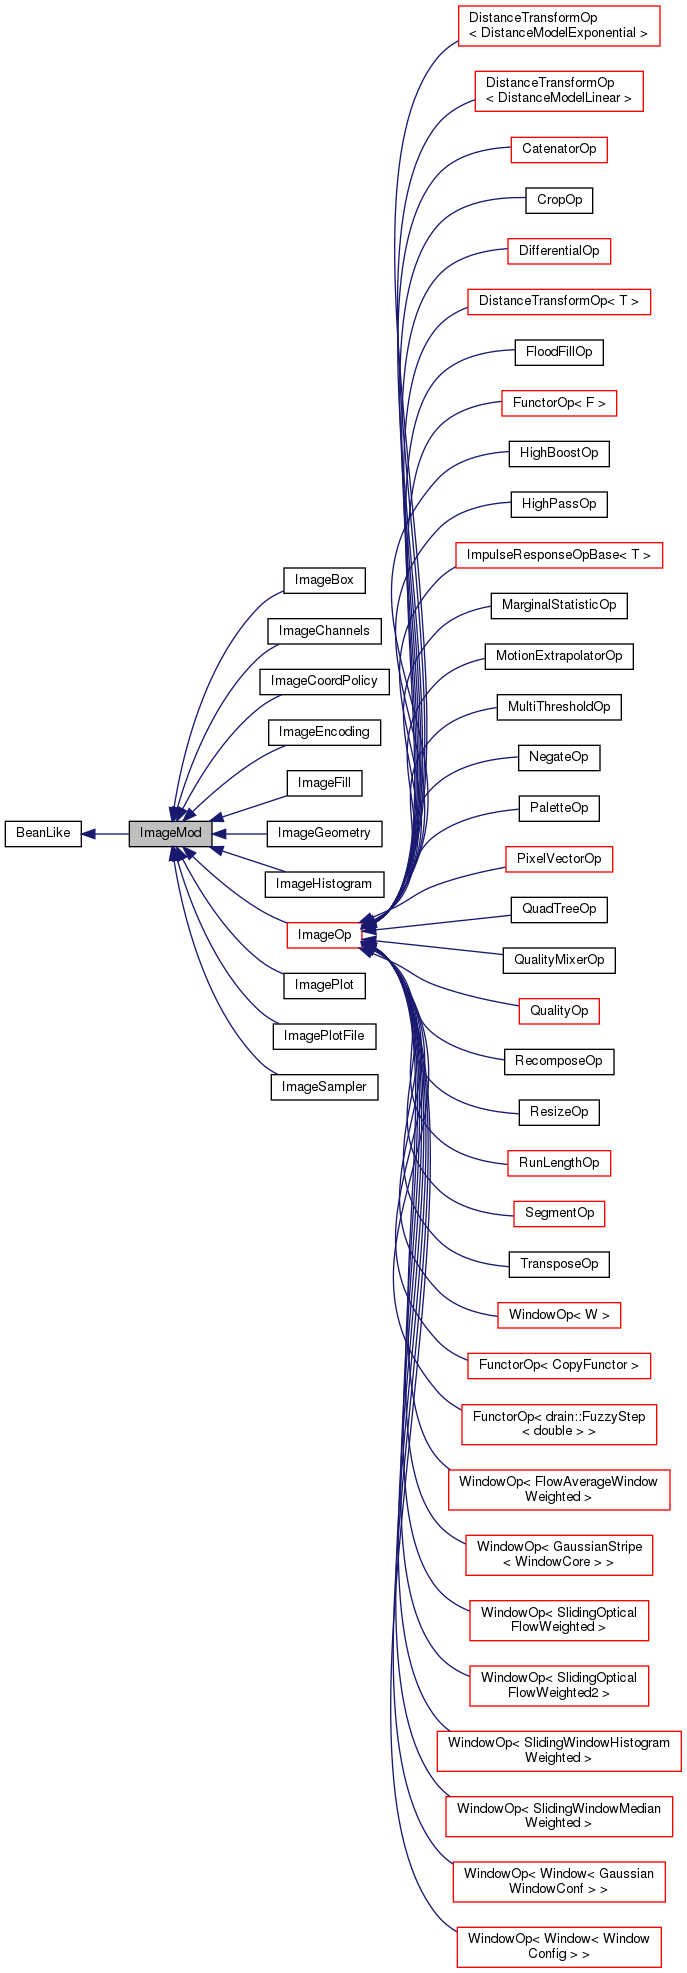 BeanLike
ImageMod
ImageBox
ImageChannels
ImageCoordPolicy
ImageEncoding
ImageFill
ImageGeometry
ImageHistogram
ImageOp
ImagePlot
ImagePlotFile
ImageSampler
DistanceTransformOp
< DistanceModelExponential >
DistanceTransformOp
< DistanceModelLinear >
CatenatorOp
CropOp
DifferentialOp
DistanceTransformOp< T >
FloodFillOp
FunctorOp< F >
HighBoostOp
HighPassOp
ImpulseResponseOpBase< T >
MarginalStatisticOp
MotionExtrapolatorOp
MultiThresholdOp
NegateOp
PaletteOp
PixelVectorOp
QuadTreeOp
QualityMixerOp
QualityOp
RecomposeOp
ResizeOp
RunLengthOp
SegmentOp
TransposeOp
WindowOp< W >
FunctorOp< CopyFunctor >
FunctorOp< drain::FuzzyStep
< double > >
WindowOp< FlowAverageWindow
Weighted >
WindowOp< GaussianStripe
< WindowCore > >
WindowOp< SlidingOptical
FlowWeighted >
WindowOp< SlidingOptical
FlowWeighted2 >
WindowOp< SlidingWindowHistogram
Weighted >
WindowOp< SlidingWindowMedian
Weighted >
WindowOp< Window< Gaussian
WindowConf > >
WindowOp< Window< Window
Config > >